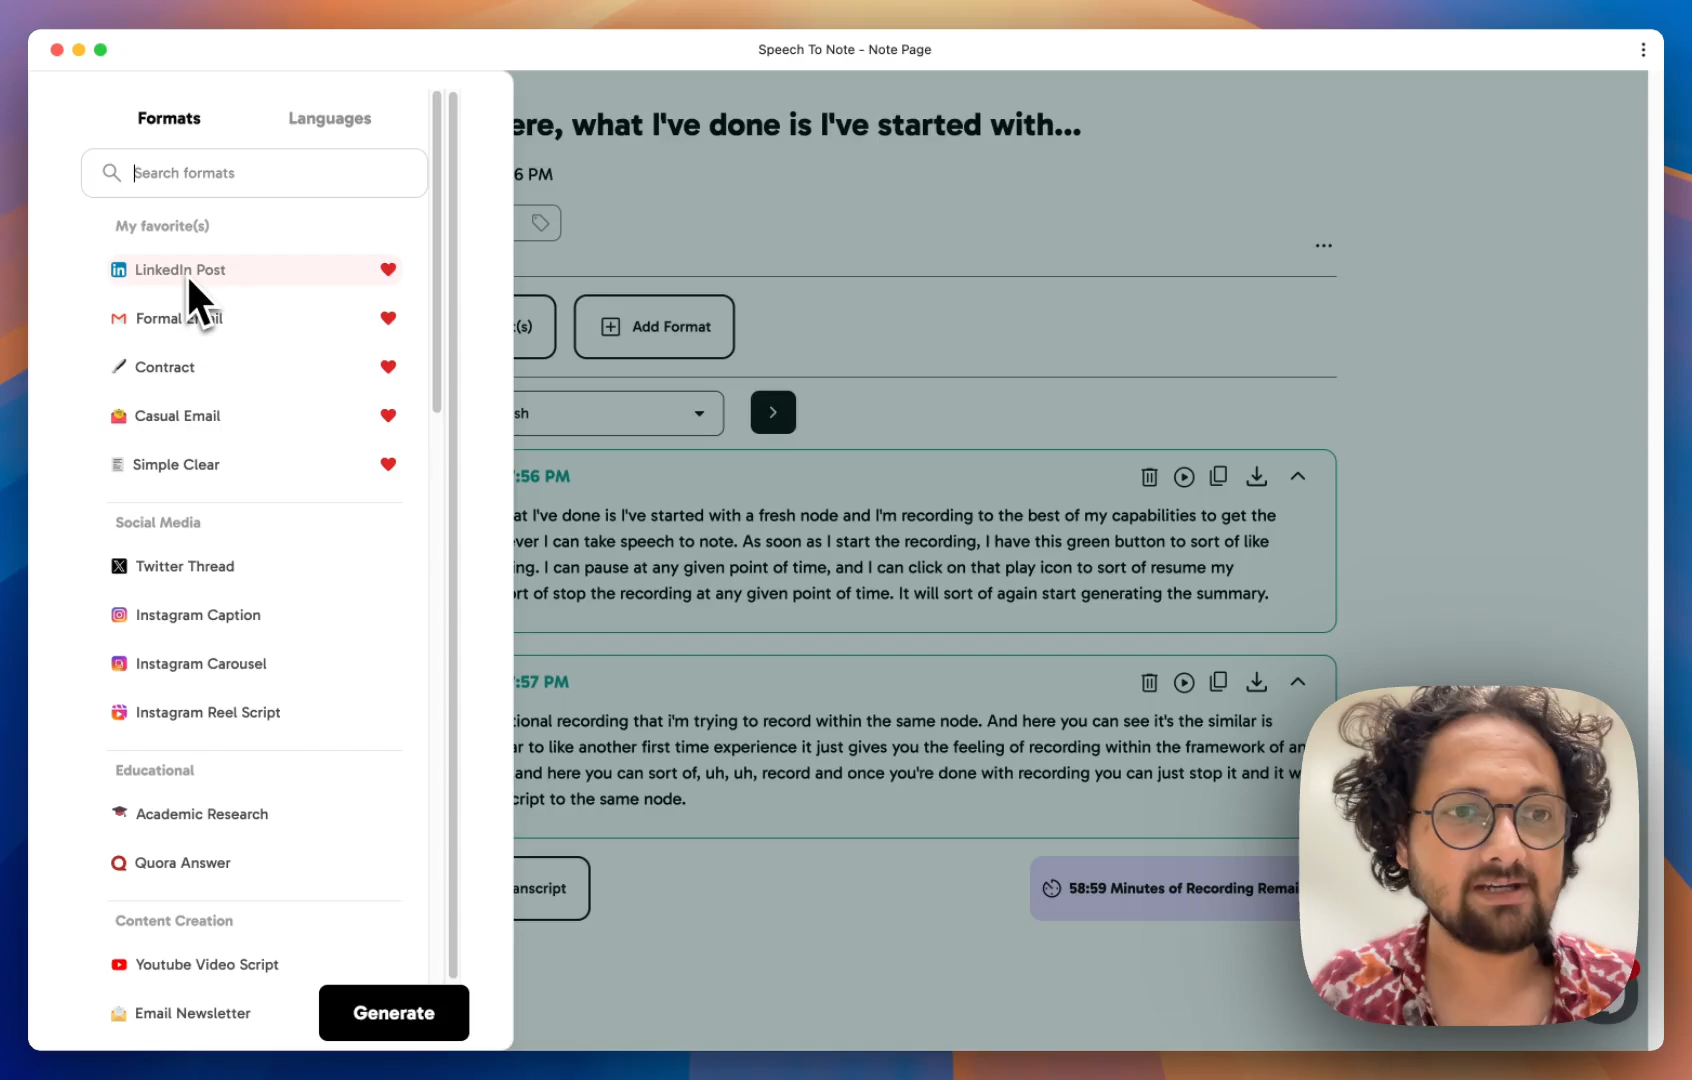 Speech To Note - Note Page
Formats
Languages
Search formats
My favorite(s)
LinkedIn Post
Formal
Contract
Casual Email
Simple Clear
Social Media
Twitter Thread
Instagram Caption
Instagram Carousel
Instagram Reel Script
Educational
Academic Research
Quora Answer
Content Creation
Youtube Video Script
Email Newsletter
Generate
ere, what I've done is I've started with...
6 PM
...
(s)
Add Format
sh
:56 PM
at I've done is I've started with a fresh node and I'm recording to the best of my capabilities to get the
ver I can take speech to note. As soon as I start the recording, I have this green button to sort of like
ing. I can pause at any given point of time, and I can click on that play icon to sort of resume my
ort of stop the recording at any given point of time. It will sort of again start generating the summary.
:57 PM
tional recording that i'm trying to record within the same node. And here you can see it's the similar is
ar to like another first time experience it just gives you the feeling of recording within the framework of an
and here you can sort of, uh, uh, record and once you're done with recording you can just stop it and it w
cript to the same node.
anscript
58:59 Minutes of Recording Remai